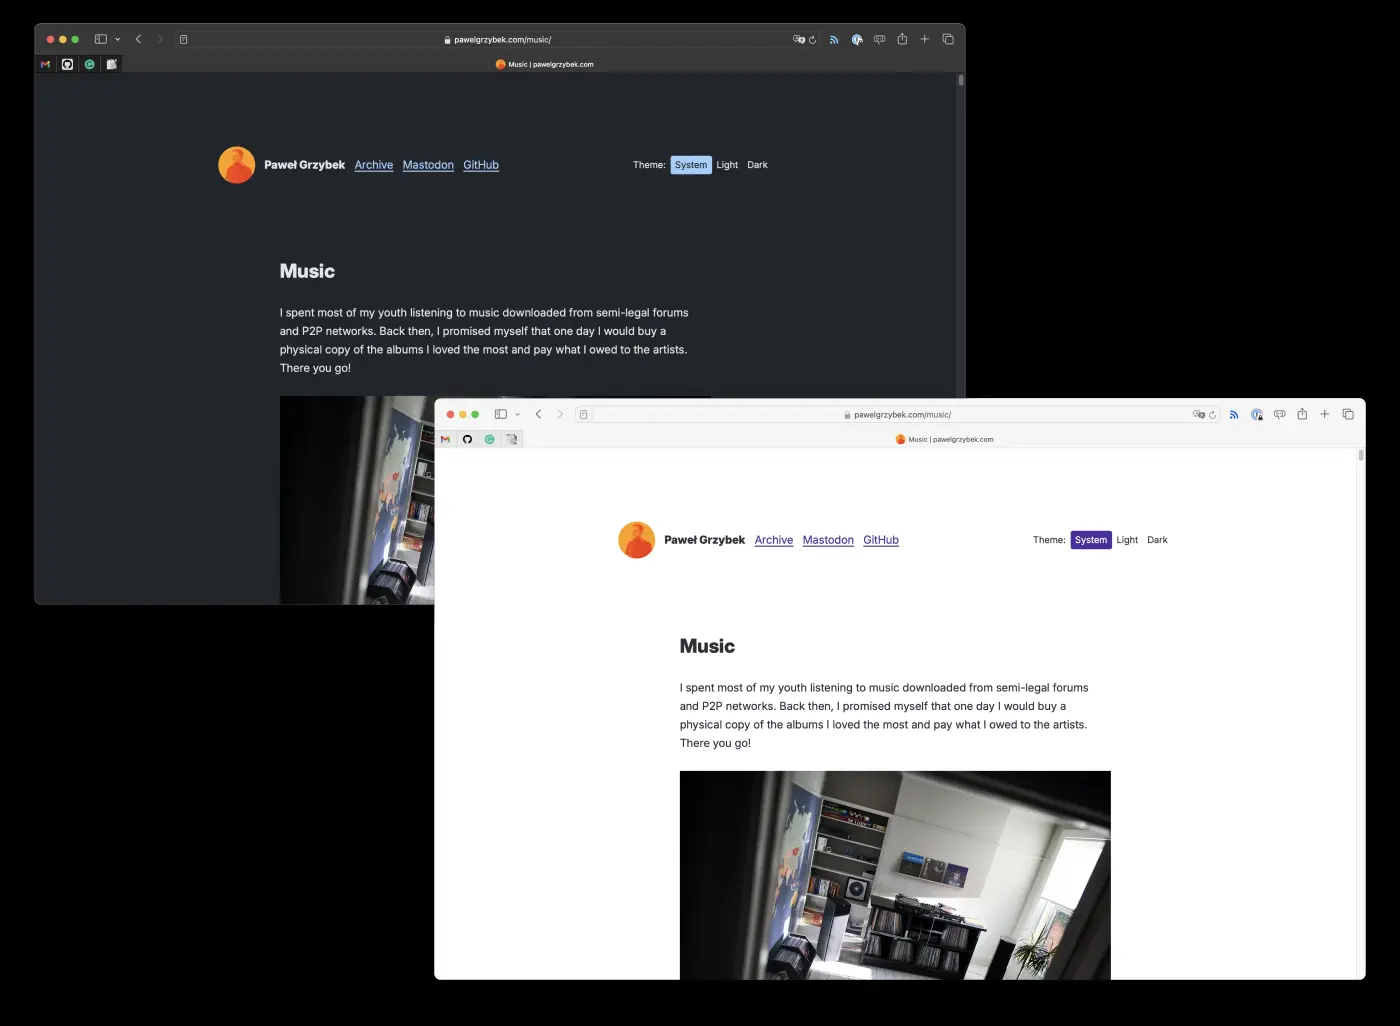 pawelgrzybek.com/music/
Music | pawelgrzybek.com
Paweł Grzybek Archive Mastodon GitHub Theme: System Light Dark
Music
I spent most of my youth listening to music downloaded from semi-legal forums
and P2P networks. Back then, I promised myself that one day I would buy a
physical copy of the albums I loved the most and pay what I owed to the artists.
There you go!
pawelgrzybek.com/music/
Music | pawelgrzybek.com
Paweł Grzybek Archive Mastodon GitHub Theme: System Light Dark
Music
I spent most of my youth listening to music downloaded from semi-legal forums
and P2P networks. Back then, I promised myself that one day I would buy a
physical copy of the albums I loved the most and pay what I owed to the artists.
There you go!